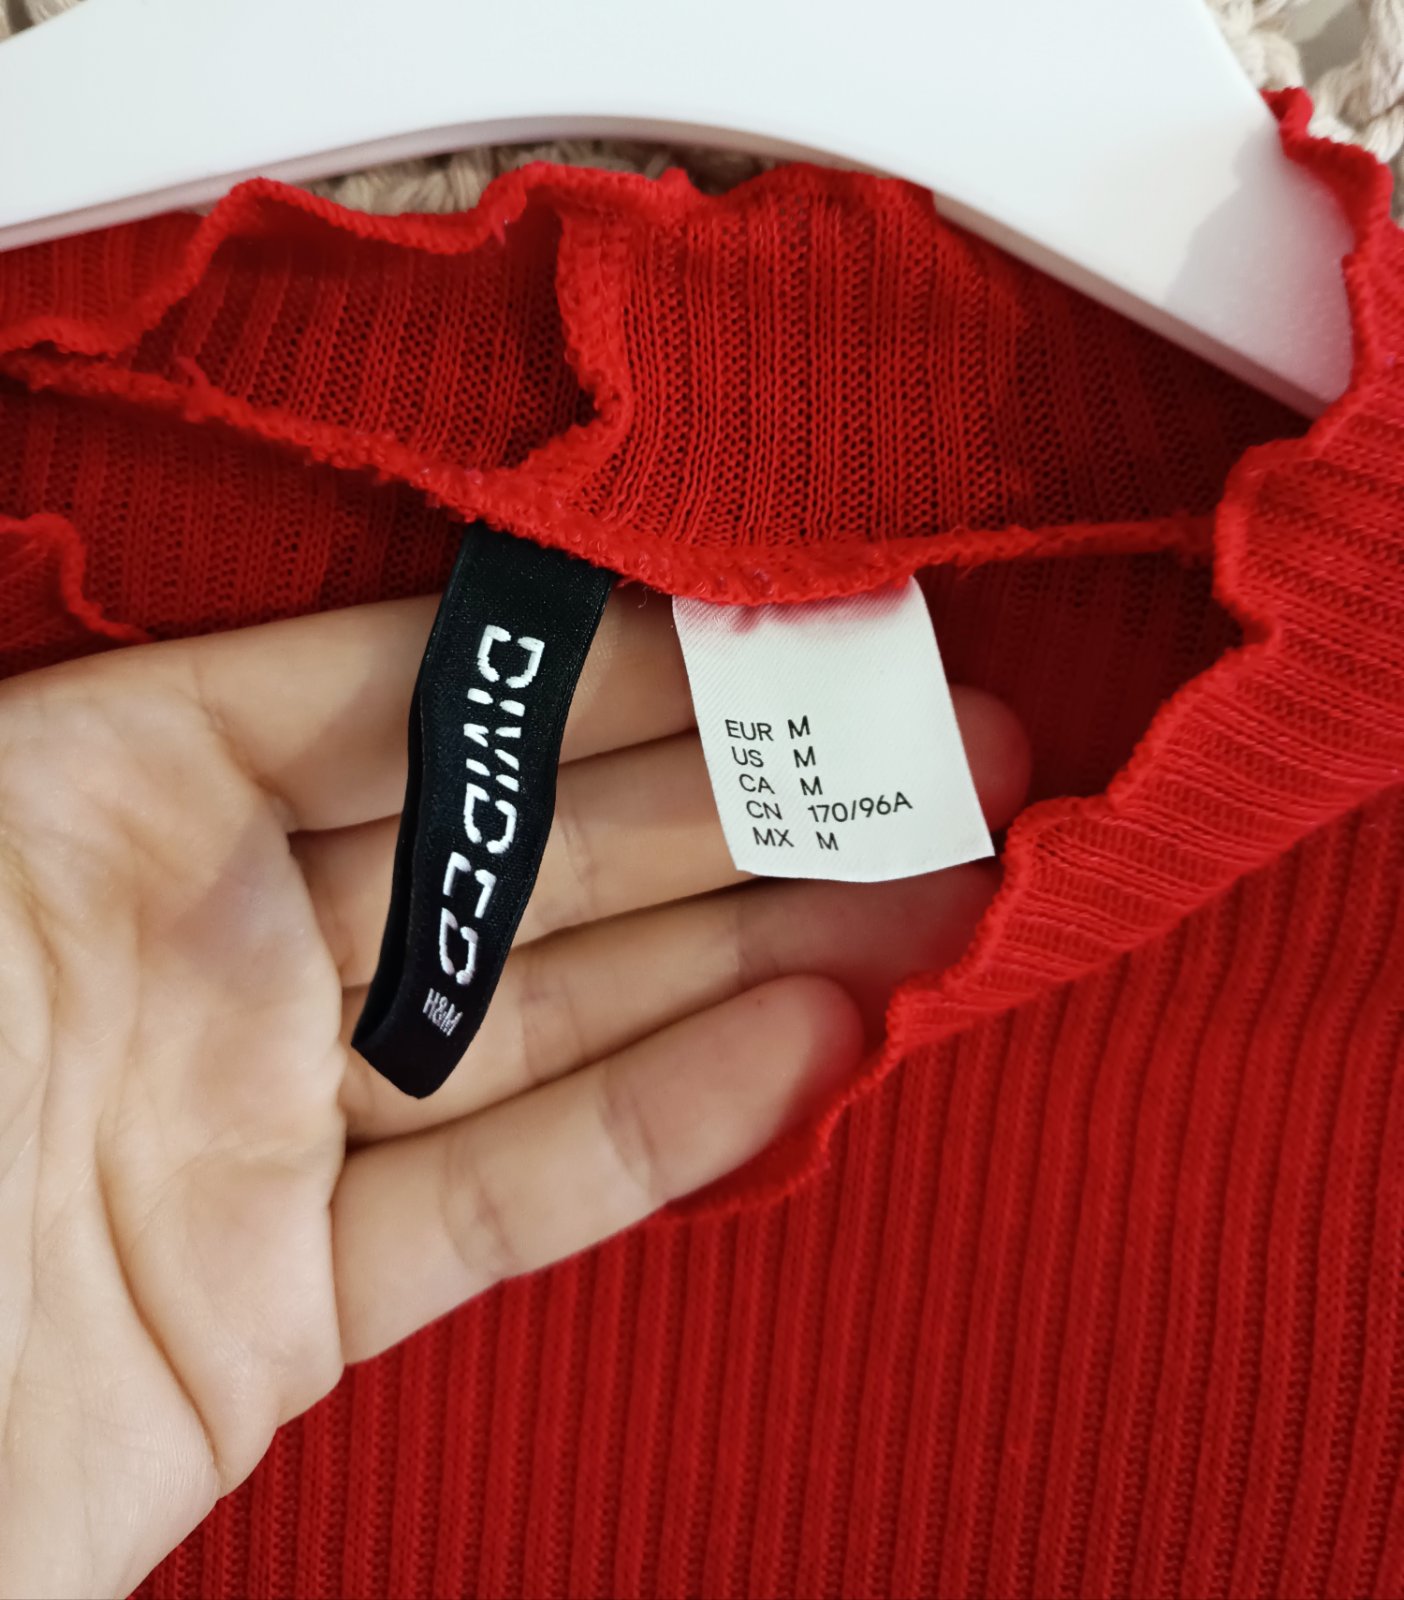 DIVIDED
H&M
EUR M
US M
CA M
CN 170/96A
MX M